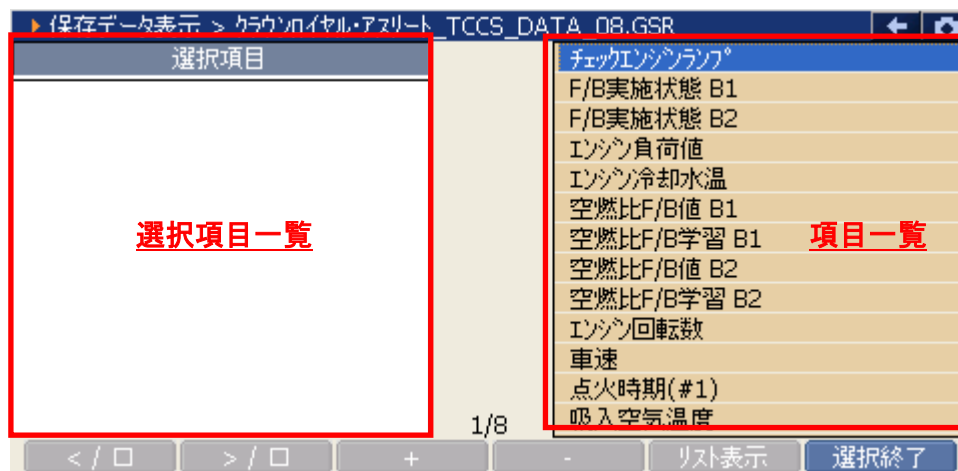 保存データ表示 > クラウンロイヤル・アスリート_TCCS_DATA_08.GSR
選択項目
選択項目一覧
チェックエンジンランプ
F/B実施状態 B1
F/B実施状態 B2
エンジン負荷値
エンジン冷却水温
空燃比F/B値 B1
空燃比F/B学習 B1
空燃比F/B値 B2
空燃比F/B学習 B2
エンジン回転数
車速
点火時期(#1)
吸入空気温度
項目一覧
1/8
< / ロ
> / ロ
+
-
リスト表示
選択終了